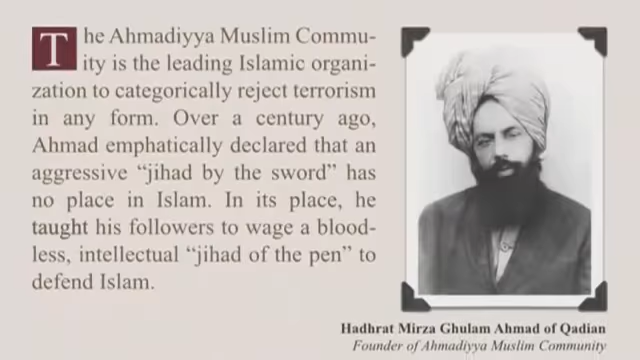 The Ahmadiyya Muslim Commu-
ity is the leading Islamic organi-
zation to categorically reject terrorism
in any form. Over a century ago,
Ahmad emphatically declared that an
aggressive “jihad by the sword” has
no place in Islam. In its place, he
taught his followers to wage a blood-
less, intellectual “jihad of the pen” to
defend Islam.
Hadhrat Mirza Ghulam Ahmad of Qadian
Founder of Ahmadiyya Muslim Community